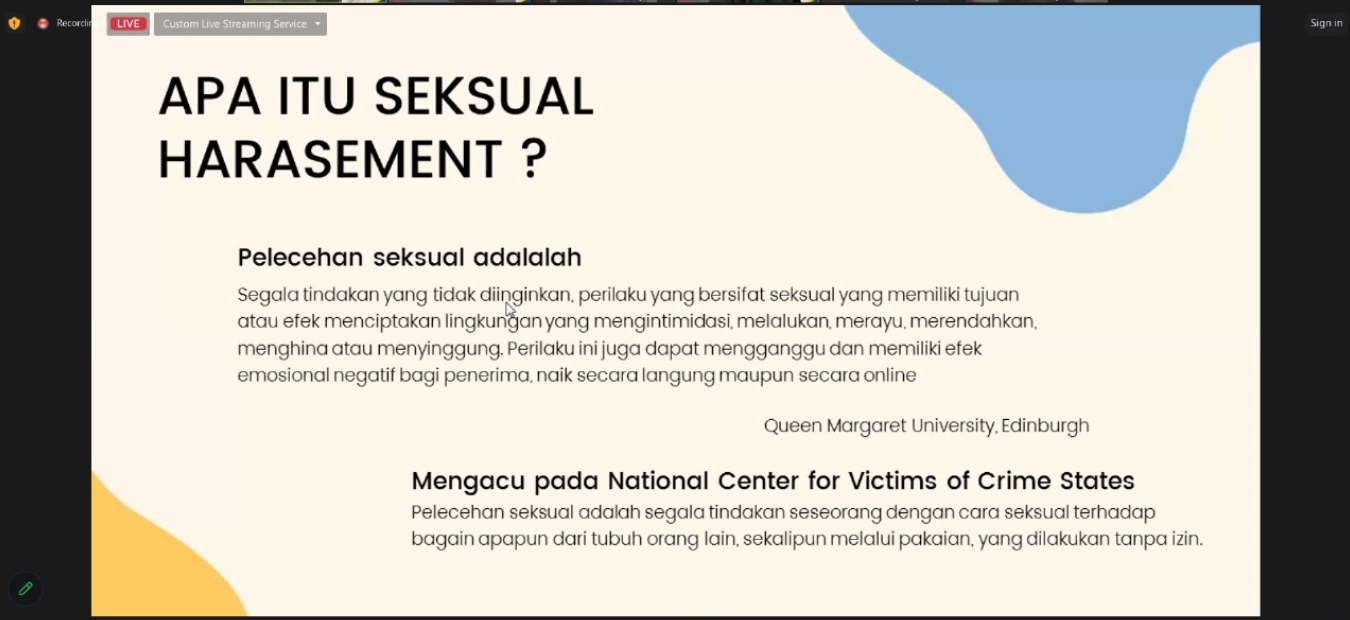 Recordin
LIVE
Custom Live Streaming Service
Sign in
APA ITU SEKSUAL
HARASEMENT ?
Pelecehan seksual adalalah
Segala tindakan yang tidak diinginkan, perilaku yang bersifat seksual yang memiliki tujuan
atau efek menciptakan lingkungan yang mengintimidasi, melalukan, merayu, merendahkan,
menghina atau menyinggung. Perilaku ini juga dapat mengganggu dan memiliki efek
emosional negatif bagi penerima, naik secara langung maupun secara online
Queen Margaret University, Edinburgh
Mengacu pada National Center for Victims of Crime States
Pelecehan seksual adalah segala tindakan seseorang dengan cara seksual terhadap
bagain apapun dari tubuh orang lain, sekalipun melalui pakaian, yang dilakukan tanpa izin.